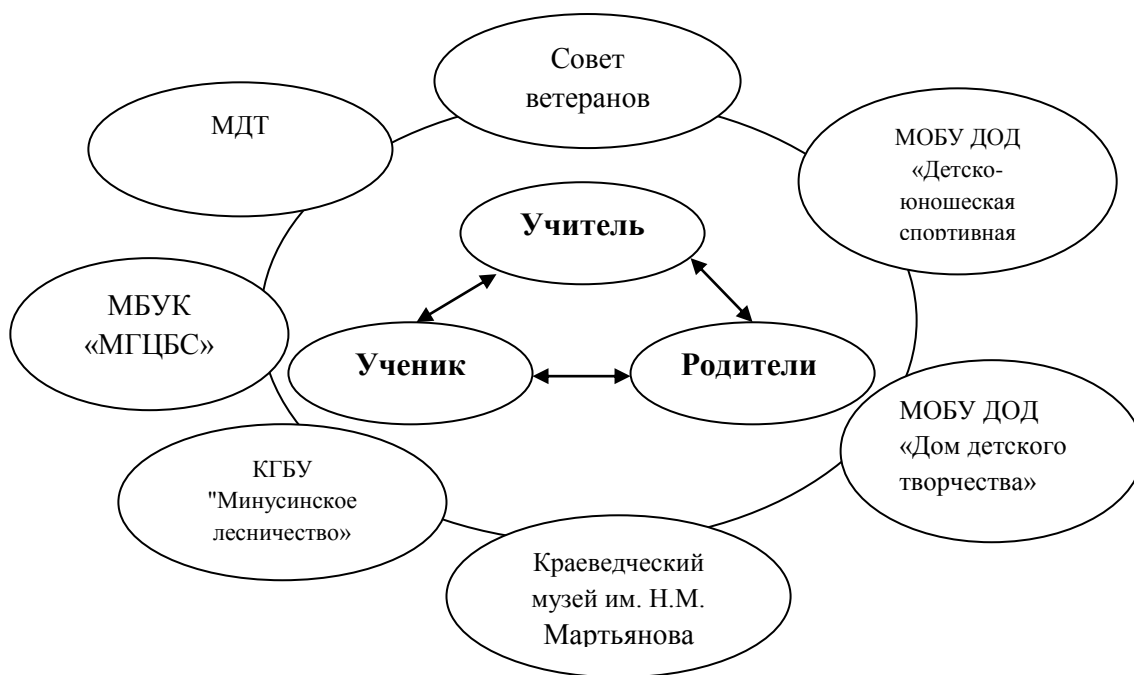 Совет
ветеранов
МДТ
МОБУ ДОД
«Детско-
юношеская
спортивная
Учитель
МБУК
«МГЦБС»
Ученик
Родители
МОБУ ДОД
«Дом детского
творчества»
КГБУ
"Минусинское
лесничество»
Краеведческий
музей им. Н.М.
Мартьянова